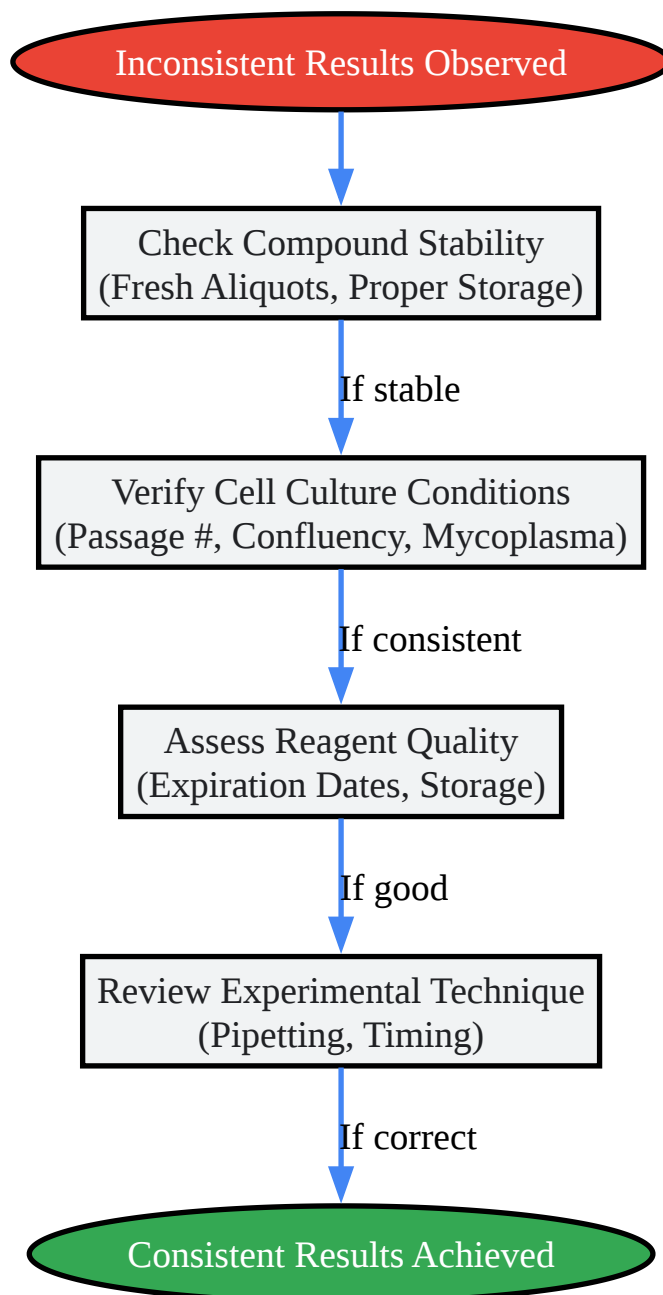 Inconsistent Results Observed
Check Compound Stability
(Fresh Aliquots, Proper Storage)
If stable
Verify Cell Culture Conditions
(Passage #, Confluency, Mycoplasma)
If consistent
Assess Reagent Quality
(Expiration Dates, Storage)
If good
Review Experimental Technique
(Pipetting, Timing)
If correct
Consistent Results Achieved